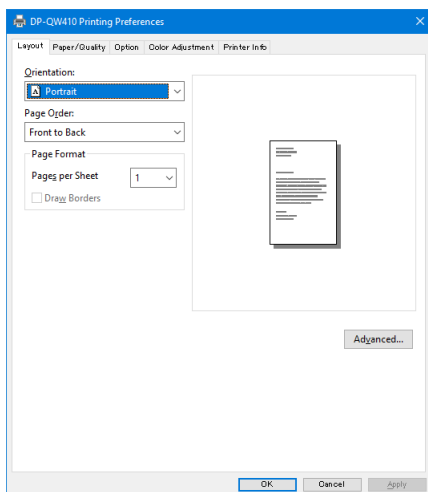 DP-QW410 Printing Preferences
Layout Paper/Quality Option Color Adjustment Printer Info
Orientation:
A Portrait
Page Order:
Front to Back
Page Format
Pages per Sheet 1
Draw Borders
Advanced...
OK Cancel Apply